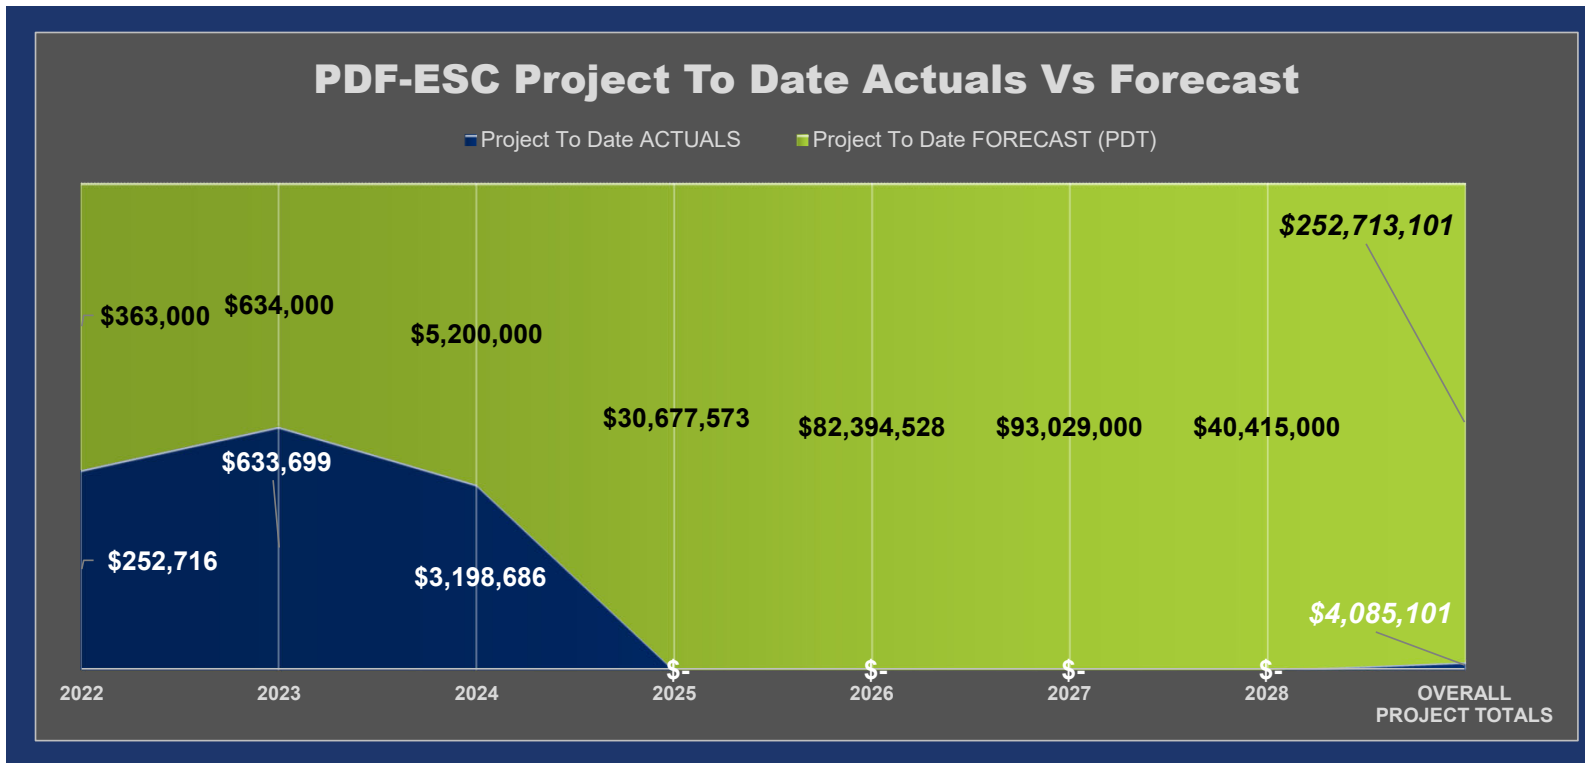 PDF-ESC Project To Date Actuals Vs Forecast
Project To Date ACTUALS Project To Date FORECAST (PDT)
$252,713,101
$363,000 $634,000
$5,200,000
$30,677,573 $82,394,528 $93,029,000 $40,415,000
$633,699
$252,716
$3,198,686
$4,085,101
$- $- $- $-
2022 2023 2024 2025 2026 2027 2028 OVERALL
PROJECT TOTALS